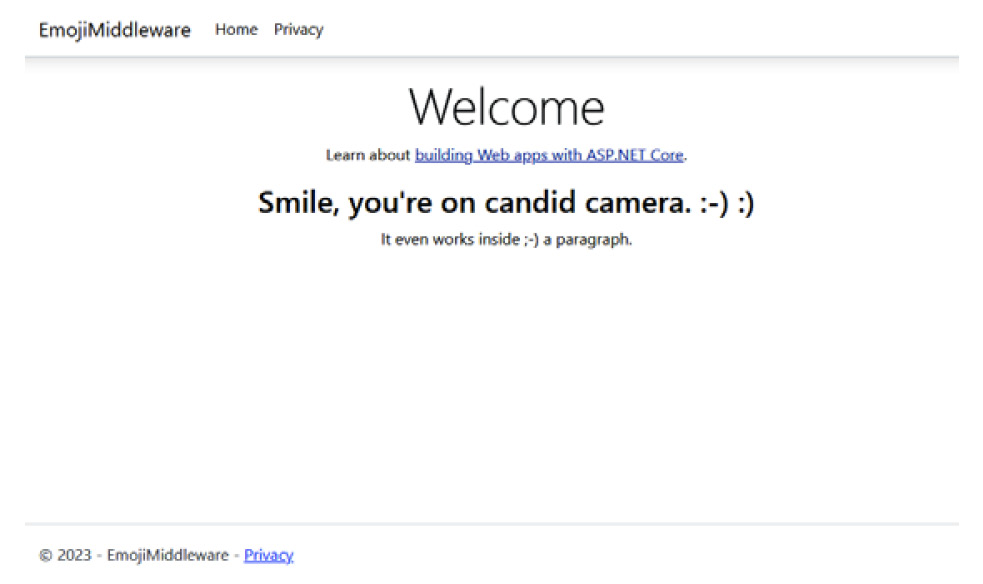 EmojiMiddleware Home Privacy
Welcome
Learn about building Web apps with ASP.NET Core.
Smile, you're on candid camera. :-) :)
It even works inside ;-) a paragraph.
© 2023 - EmojiMiddleware - Privacy